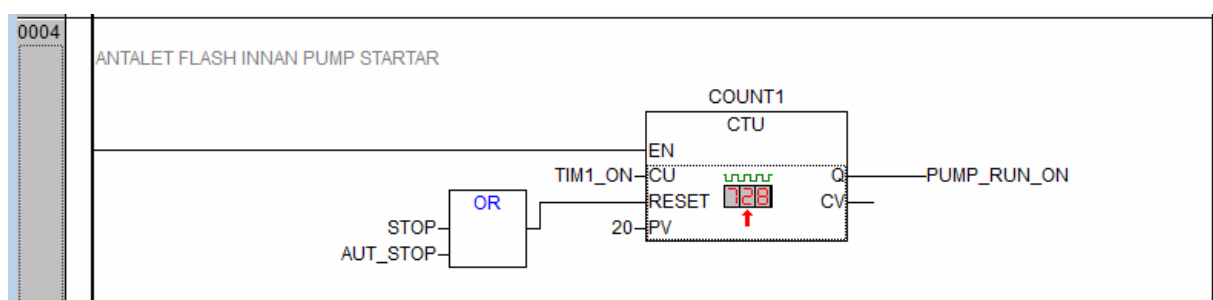 0004
ANTALET FLASH INNAN PUMP STARTAR
COUNT1
CTU
EN
TIM1_ON CU Q PUMP_RUN_ON
OR RESET 728 CV
STOP 20 PV
AUT_STOP